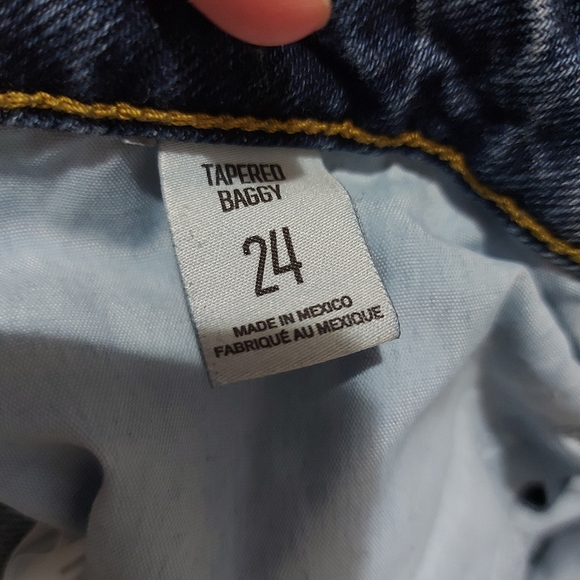 TAPERED
BAGGY
24
MADE IN MEXICO
FABRIQUÉ AU MEXIQUE